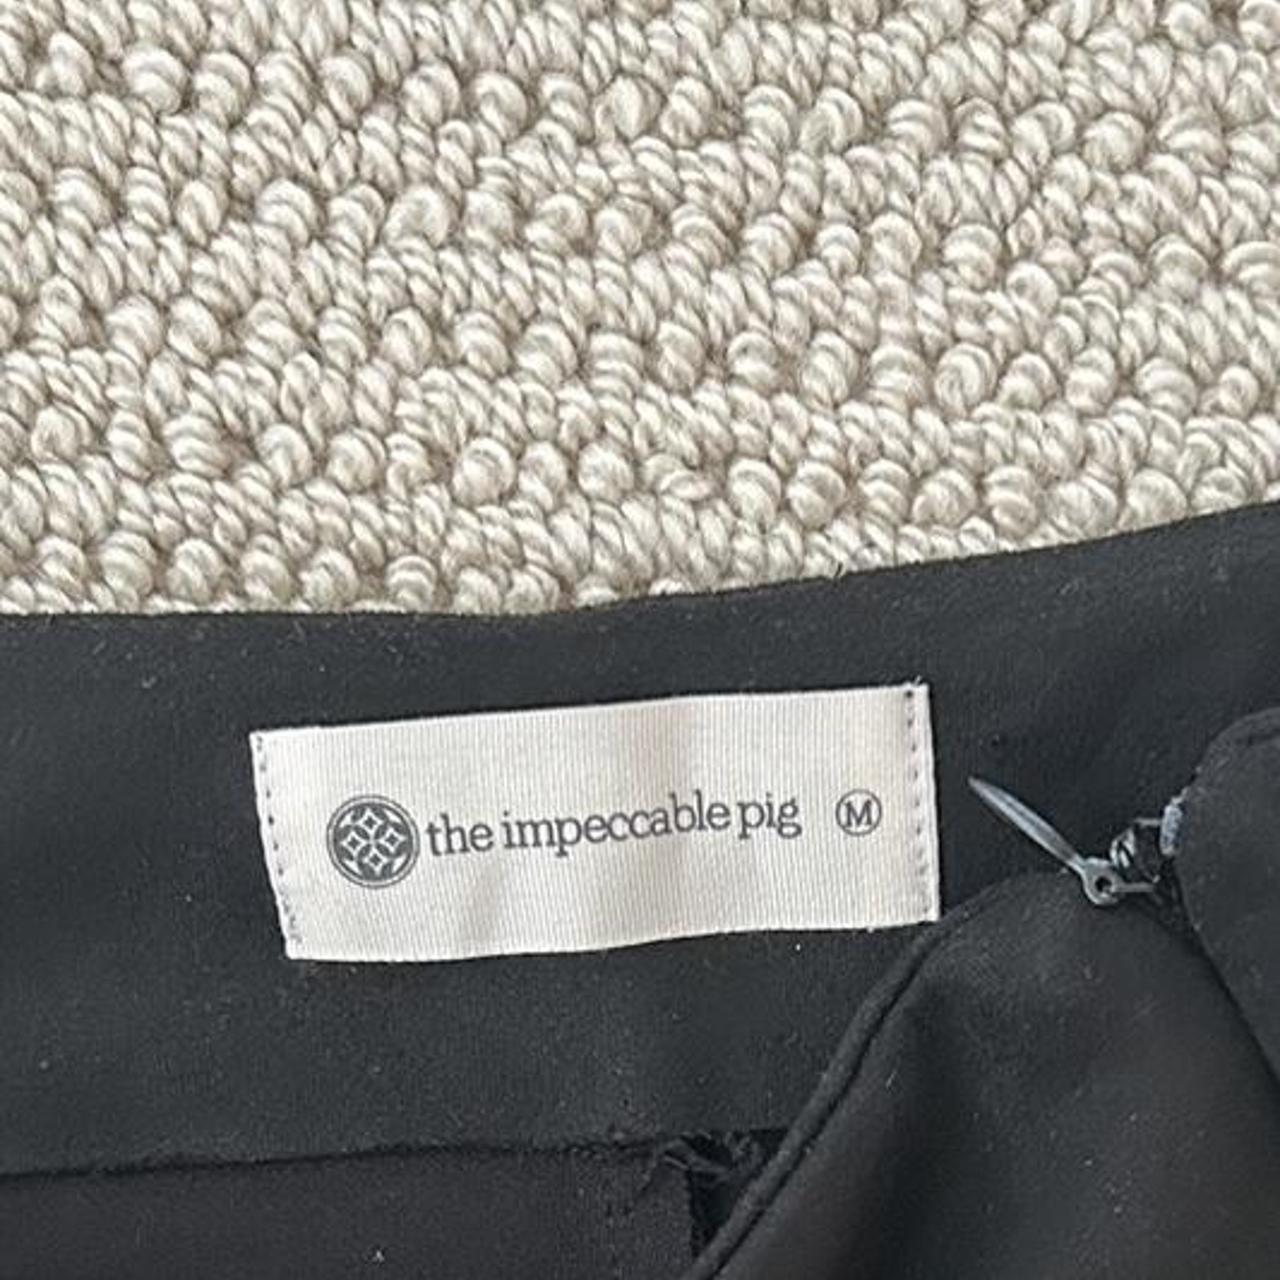 the impeccable pig M